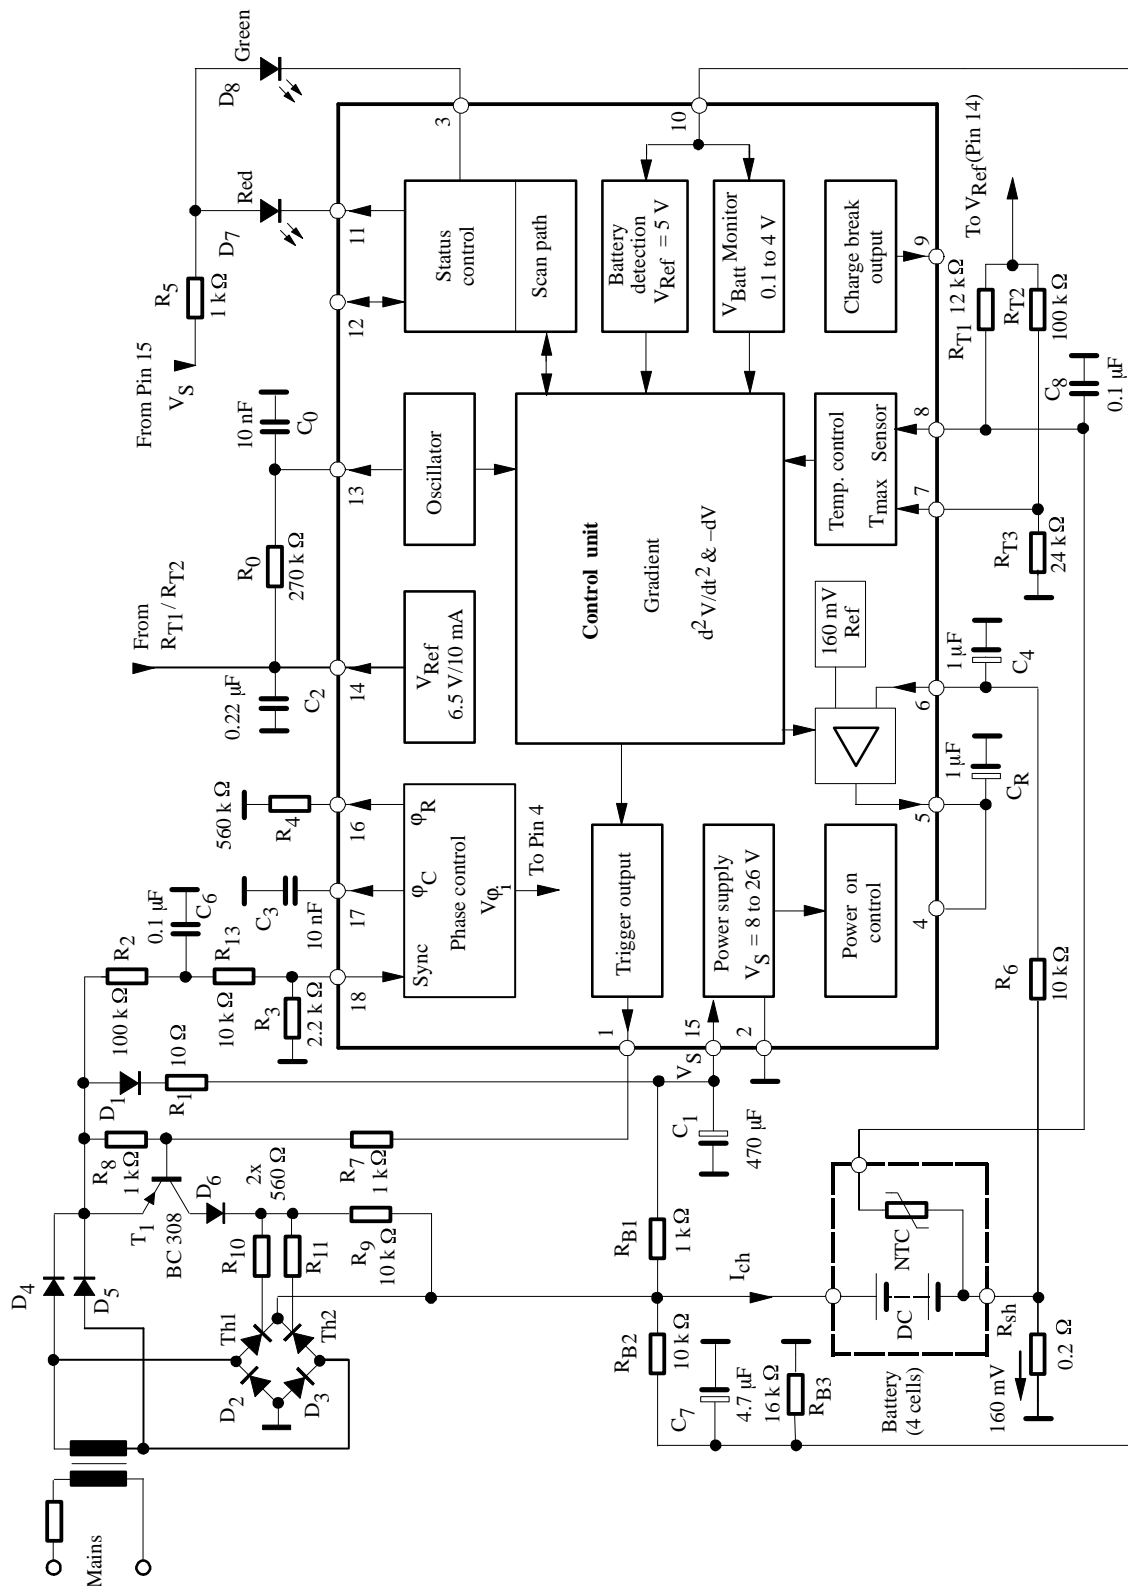 Mains
D4
D5
Th1
Th2
D2
D3
T1
BC 308
R8
1 kΩ
D6
R10
R11
2x
560 Ω
R7
1 kΩ
R9
10 kΩ
D1
R1
10 Ω
R2
100 kΩ
R13
10 kΩ
0.1 µF
C6
R3
2.2 kΩ
C3
10 nF
R4
560 kΩ
0.22 µF
C2
From
RT1/RT2
R0
270 kΩ
10 nF
C0
From Pin 15
VS
R5
1 kΩ
D7
Red
D8
Green
18
17
16
14
13
12
11
3
10
Sync
φC
φR
Phase control
Vφi
To Pin 4
VRef
6.5 V/10 mA
Oscillator
Status
control
Scan path
Trigger output
Control unit
Gradient
d2V/dt2 & −dV
Battery
detection
VRef = 5 V
VBatt Monitor
0.1 to 4 V
Power supply
VS = 8 to 26 V
Power on
control
160 mV
Ref
Temp. control
Tmax Sensor
Charge break
output
1
VS
15
2
4
5
6
7
8
9
C1
470 µF
1 µF
CR
1 µF
C4
RT3
24 kΩ
RT1
12 kΩ
RT2
100 kΩ
To VRef (Pin 14)
C8
0.1 µF
RB1
1 kΩ
RB2
10 kΩ
C7
4.7 µF
16 kΩ
RB3
Ich
NTC
DC
Battery
(4 cells)
Rsh
0.2 Ω
160 mV
R6
10 kΩ